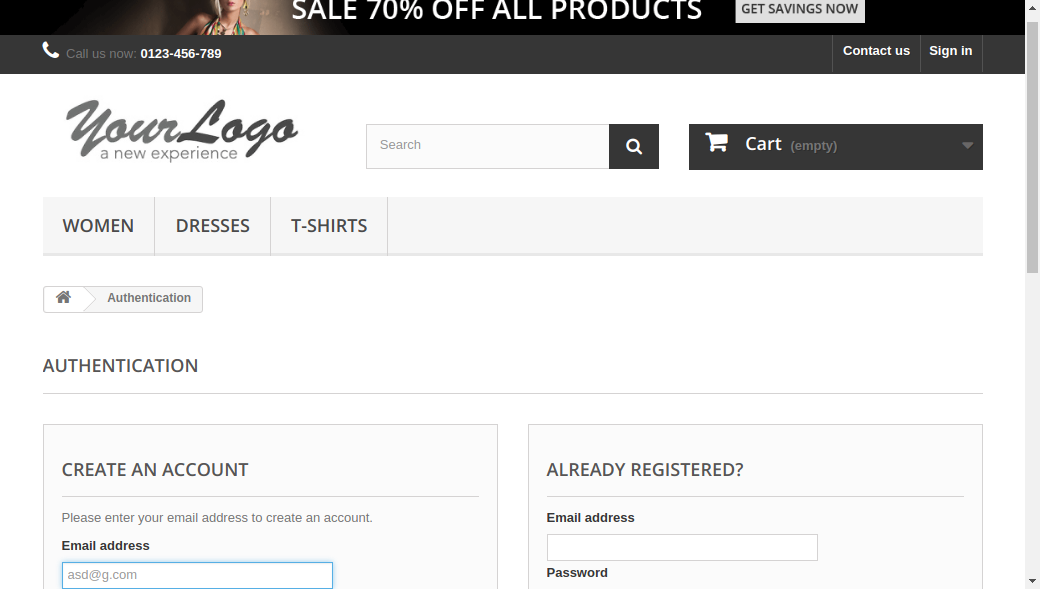 SALE 70% OFF ALL PRODUCTS GET SAVINGS NOW
Call us now: 0123-456-789 Contact us Sign in
Your Logo
a new experience
Search
Cart (empty)
WOMEN DRESSES T-SHIRTS
Authentication
AUTHENTICATION
CREATE AN ACCOUNT
Please enter your email address to create an account.
Email address
asd@g.com
ALREADY REGISTERED?
Email address
Password